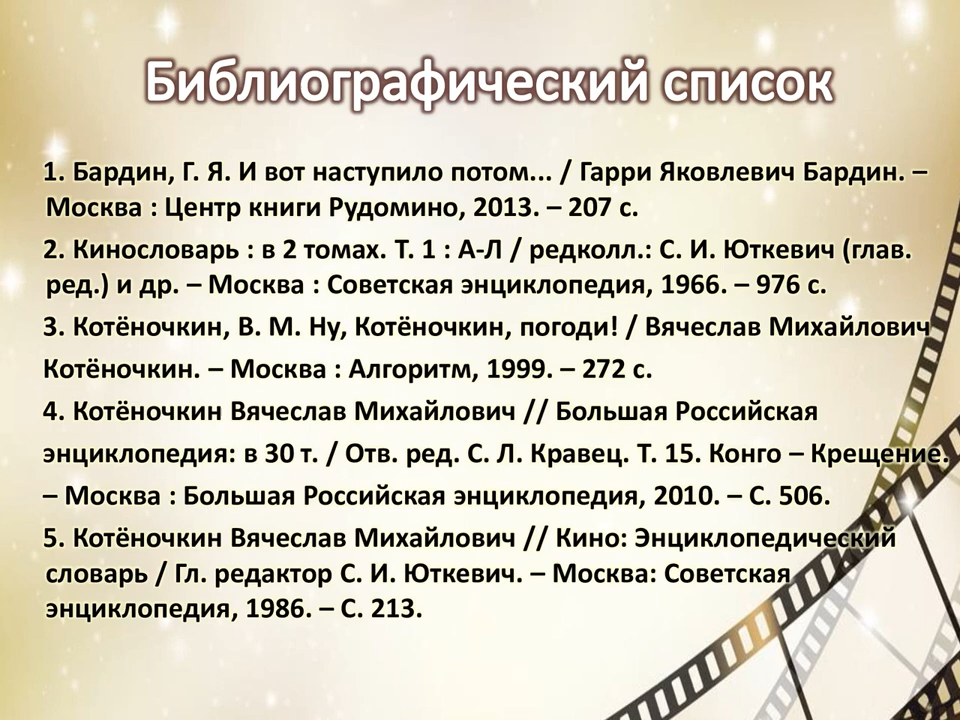 Библиографический список
1. Бардин, Г. Я. И вот наступило потом... / Гарри Яковлевич Бардин. –
Москва : Центр книги Рудомино, 2013. – 207 с.
2. Кинословарь : в 2 томах. Т. 1 : А-Л / редколл.: С. И. Юткевич (глав.
ред.) и др. – Москва : Советская энциклопедия, 1966. – 976 с.
3. Котёночкин, В. М. Ну, Котёночкин, погоди! / Вячеслав Михайлович
Котёночкин. – Москва : Алгоритм, 1999. – 272 с.
4. Котёночкин Вячеслав Михайлович // Большая Российская
энциклопедия: в 30 т. / Отв. ред. С. Л. Кравец. Т. 15. Конго – Крещение.
– Москва : Большая Российская энциклопедия, 2010. – С. 506.
5. Котёночкин Вячеслав Михайлович // Кино: Энциклопедический
словарь / Гл. редактор С. И. Юткевич. – Москва: Советская
энциклопедия, 1986. – С. 213.